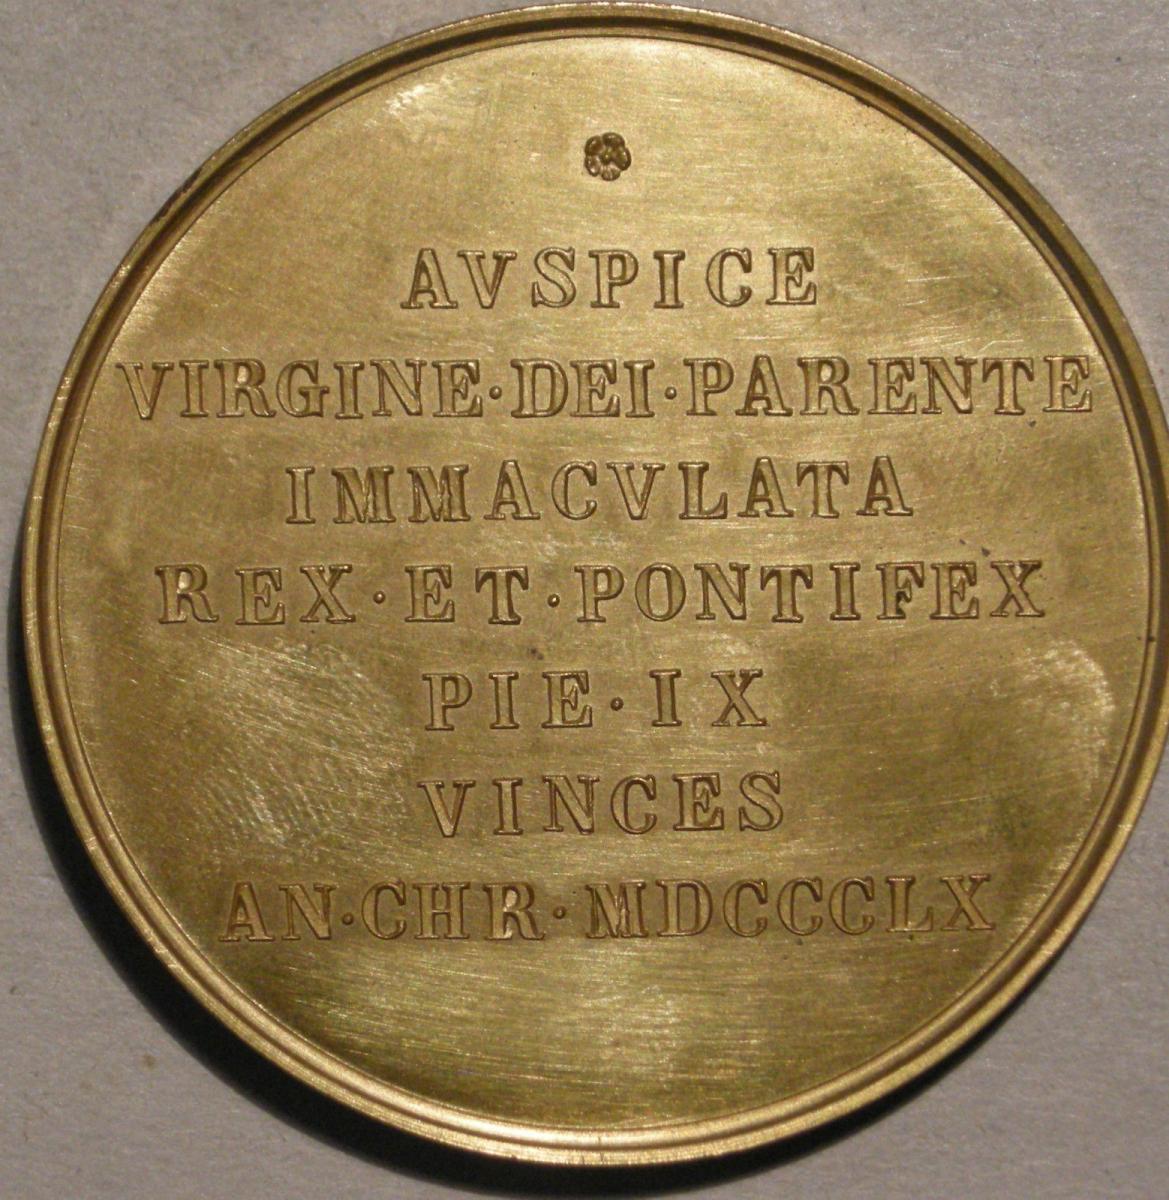 AVSPICE
VIRGINE·DEI·PARENTE
IMMACVLATA
REX·ET·PONTIFEX
PIE·IX
VINCES
AN·CHR·MDCCCLX